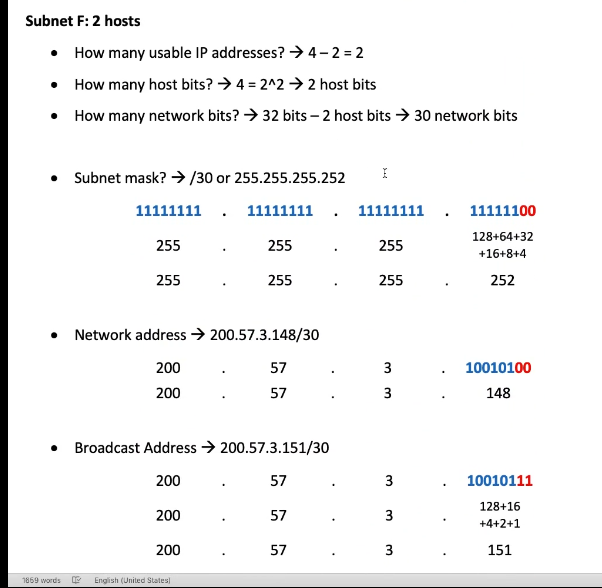 Subnet F: 2 hosts
• How many usable IP addresses? → 4 – 2 = 2
• How many host bits? → 4 = 2^2 → 2 host bits
• How many network bits? → 32 bits – 2 host bits → 30 network bits
• Subnet mask? → /30 or 255.255.255.252
11111111 . 11111111 . 11111111 . 11111100
255 . 255 . 255 128+64+32
+16+8+4
255 . 255 . 255 . 252
• Network address → 200.57.3.148/30
200 . 57 . 3 . 10010100
200 . 57 . 3 . 148
• Broadcast Address → 200.57.3.151/30
200 . 57 . 3 . 10010111
200 . 57 . 3 . 128+16
+4+2+1
200 . 57 . 3 . 151
1659 words English (United States)